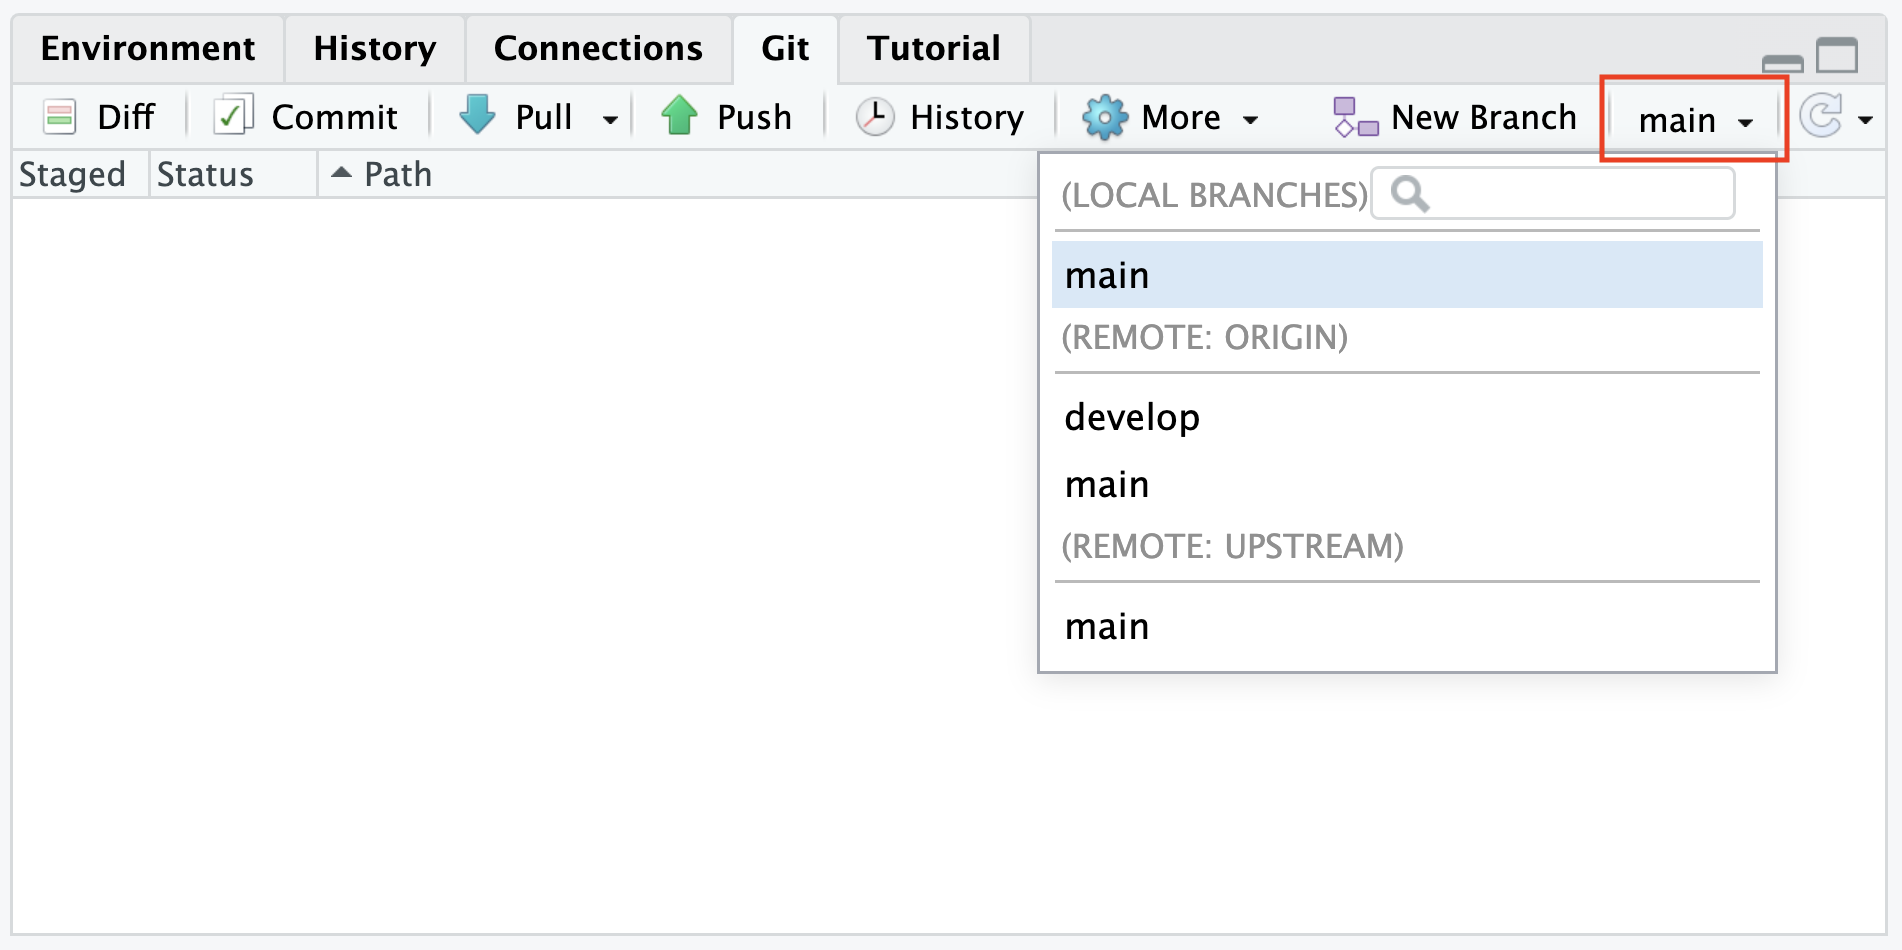 Environment History Connections Git Tutorial
Diff Commit Pull Push History More New Branch main
Staged Status Path
(LOCAL BRANCHES)
main
(REMOTE: ORIGIN)
develop
main
(REMOTE: UPSTREAM)
main